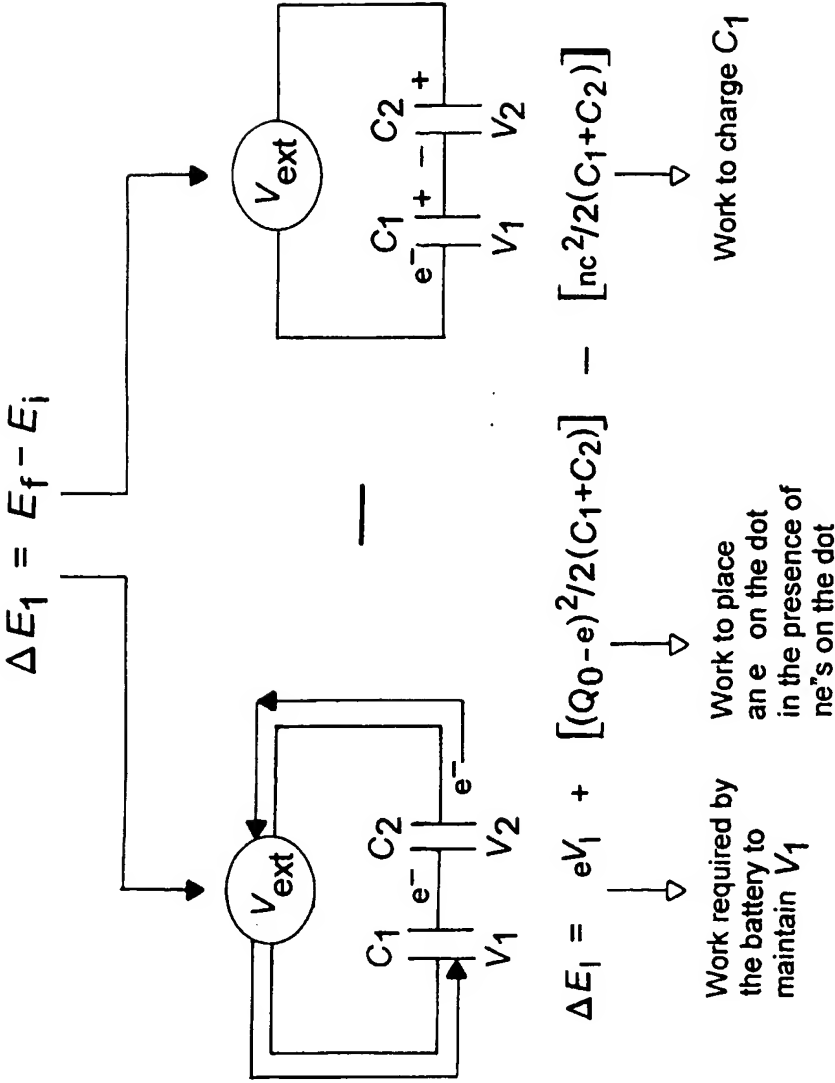 ΔE1 = Ef − Ei
Vext
C1 C2
e−
V1 V2
e−
−
Vext
C1 C2
e− + − +
V1 V2
ΔEI = eVI + [(Q0-e)2/2(C1+C2)] − [nc2/2(C1+C2)]
Work required by
the battery to
maintain V1
Work to place
an e on the dot
in the presence of
ne"s on the dot
Work to charge C1